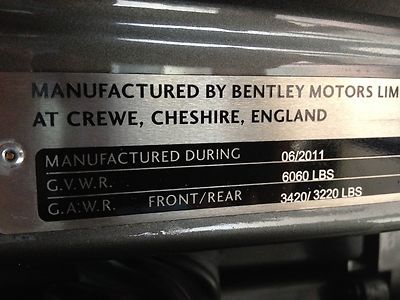 MANUFACTURED BY BENTLEY MOTORS LIM
AT CREWE, CHESHIRE, ENGLAND
MANUFACTURED DURING 06/2011
G.V.W.R. 6060 LBS
G.A.W.R. FRONT/REAR 3420/3220 LBS